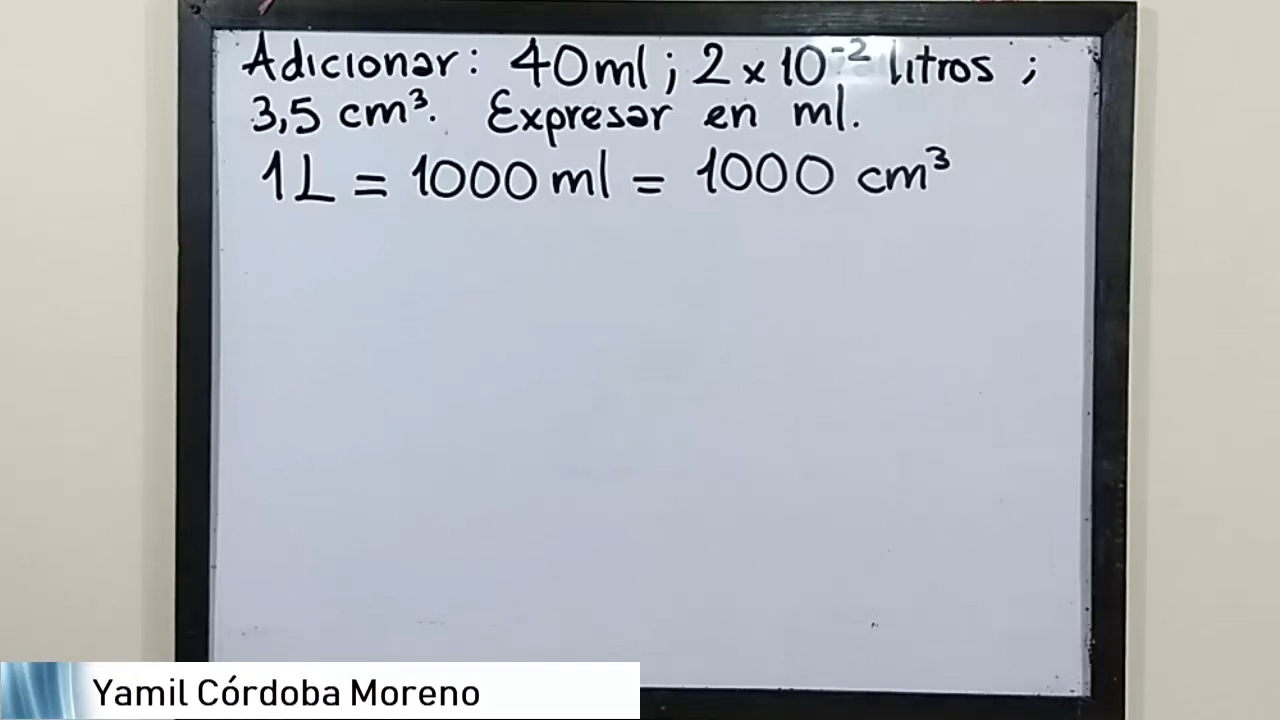 Adicionar: 40ml; 2 x 10⁻² litros;
3,5 cm³. Expresar en ml.
1L = 1000 ml = 1000 cm³
Yamil Córdoba Moreno